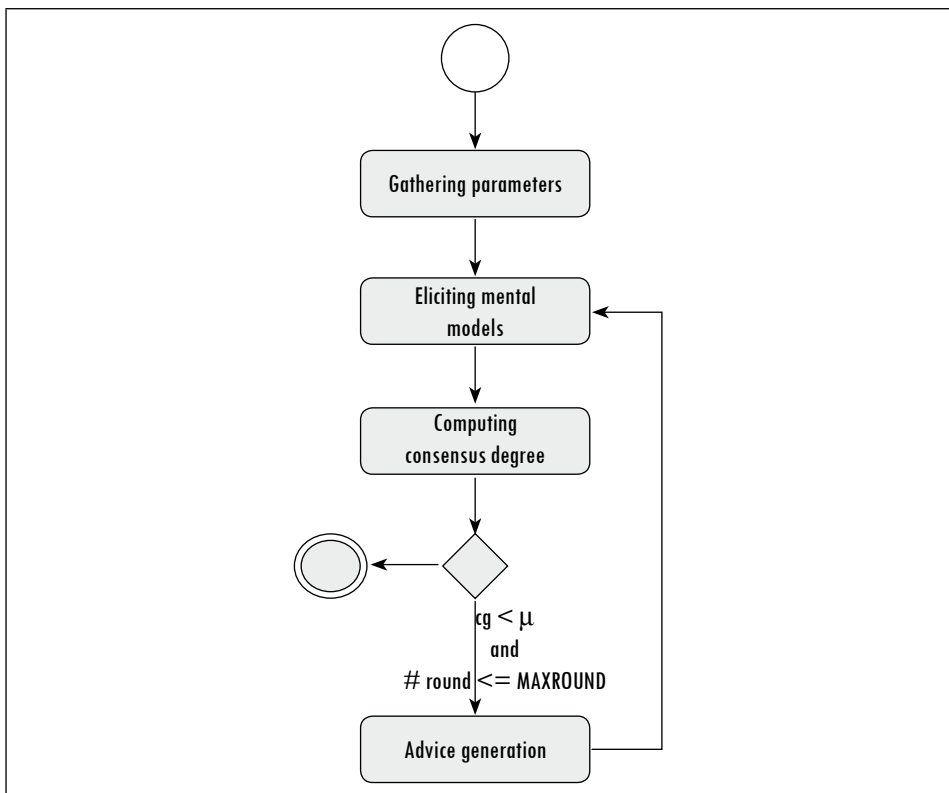 Gathering parameters
Eliciting mental
models
Computing
consensus degree
cg < μ
and
# round <= MAXROUND
Advice generation